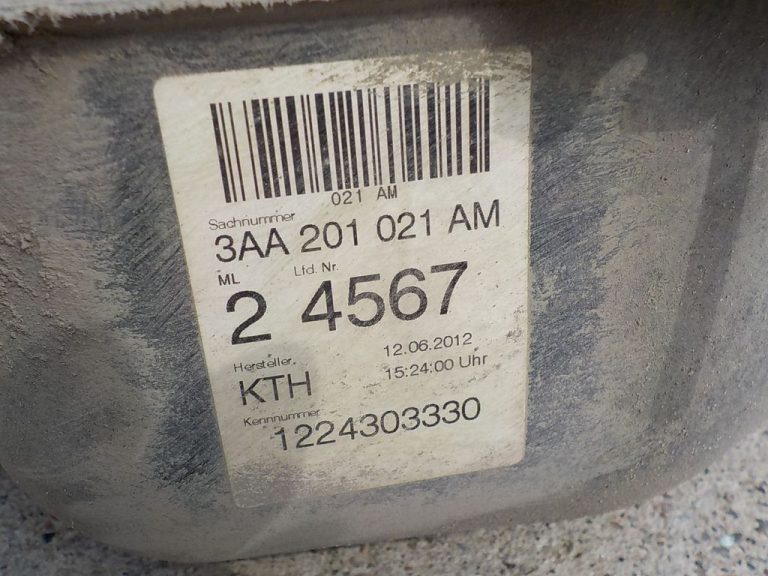 021 AM
Sachnummer
3AA 201 021 AM
ML Lfd. Nr.
2 4567
Hersteller 12.06.2012
KTH 15:24:00 Uhr
Kennnummer
1224303330